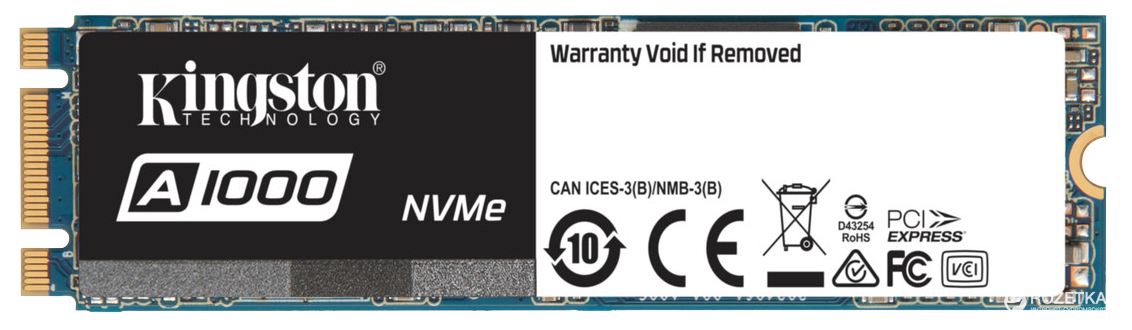 Kingston®
TECHNOLOGY
A1000
NVMe
Warranty Void If Removed
CAN ICES-3(B)/NMB-3(B)
10
CE
D43254
RoHS
PCI
EXPRESS®
FC
VCI
ROZETKA